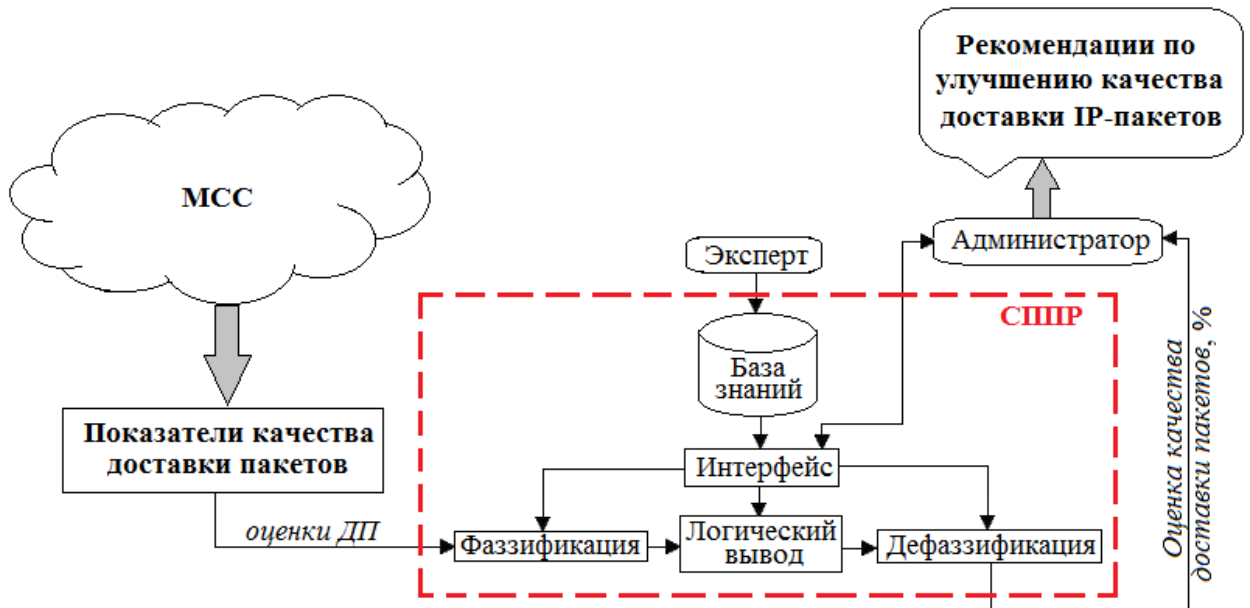 Рекомендации по
улучшению качества
доставки IP-пакетов
МСС
Администратор
Эксперт
СППР
База
знаний
Оценка качества
доставки пакетов, %
Показатели качества
доставки пакетов
Интерфейс
оценки ДП
Фаззификация
Логический
вывод
Дефаззификация